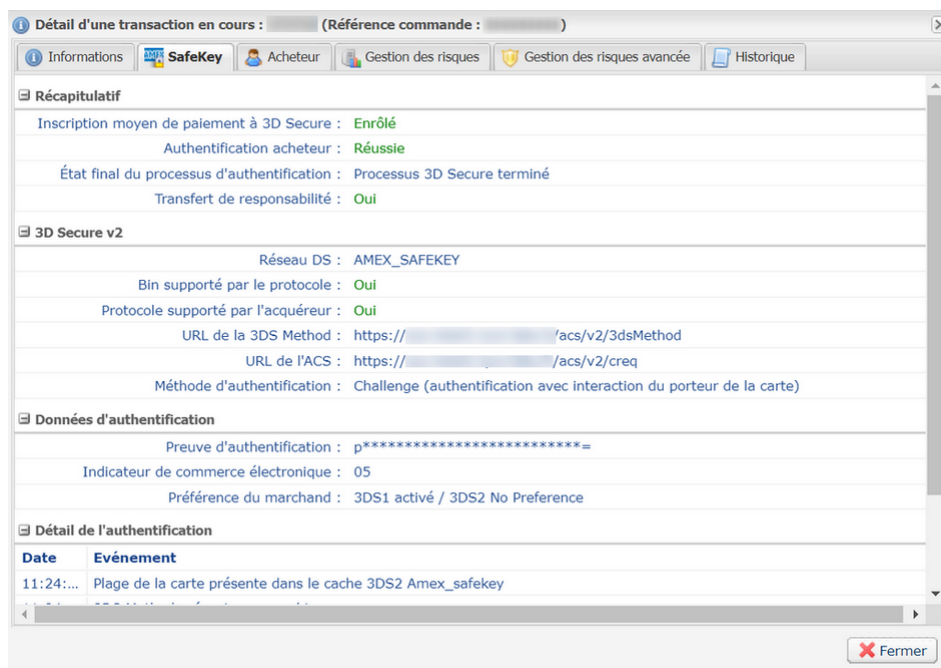 Détail d'une transaction en cours : (Référence commande : )
Informations AMEX SafeKey Acheteur Gestion des risques Gestion des risques avancée Historique
Récapitulatif
Inscription moyen de paiement à 3D Secure : Enrôlé
Authentification acheteur : Réussie
État final du processus d'authentification : Processus 3D Secure terminé
Transfert de responsabilité : Oui
3D Secure v2
Réseau DS : AMEX_SAFEKEY
Bin supporté par le protocole : Oui
Protocole supporté par l'acquéreur : Oui
URL de la 3DS Method : https:// /acs/v2/3dsMethod
URL de l'ACS : https:// /acs/v2/creq
Méthode d'authentification : Challenge (authentification avec interaction du porteur de la carte)
Données d'authentification
Preuve d'authentification : p**************************=
Indicateur de commerce électronique : 05
Préférence du marchand : 3DS1 activé / 3DS2 No Preference
Détail de l'authentification
Date Evénement
11:24:... Plage de la carte présente dans le cache 3DS2 Amex_safekey
Fermer